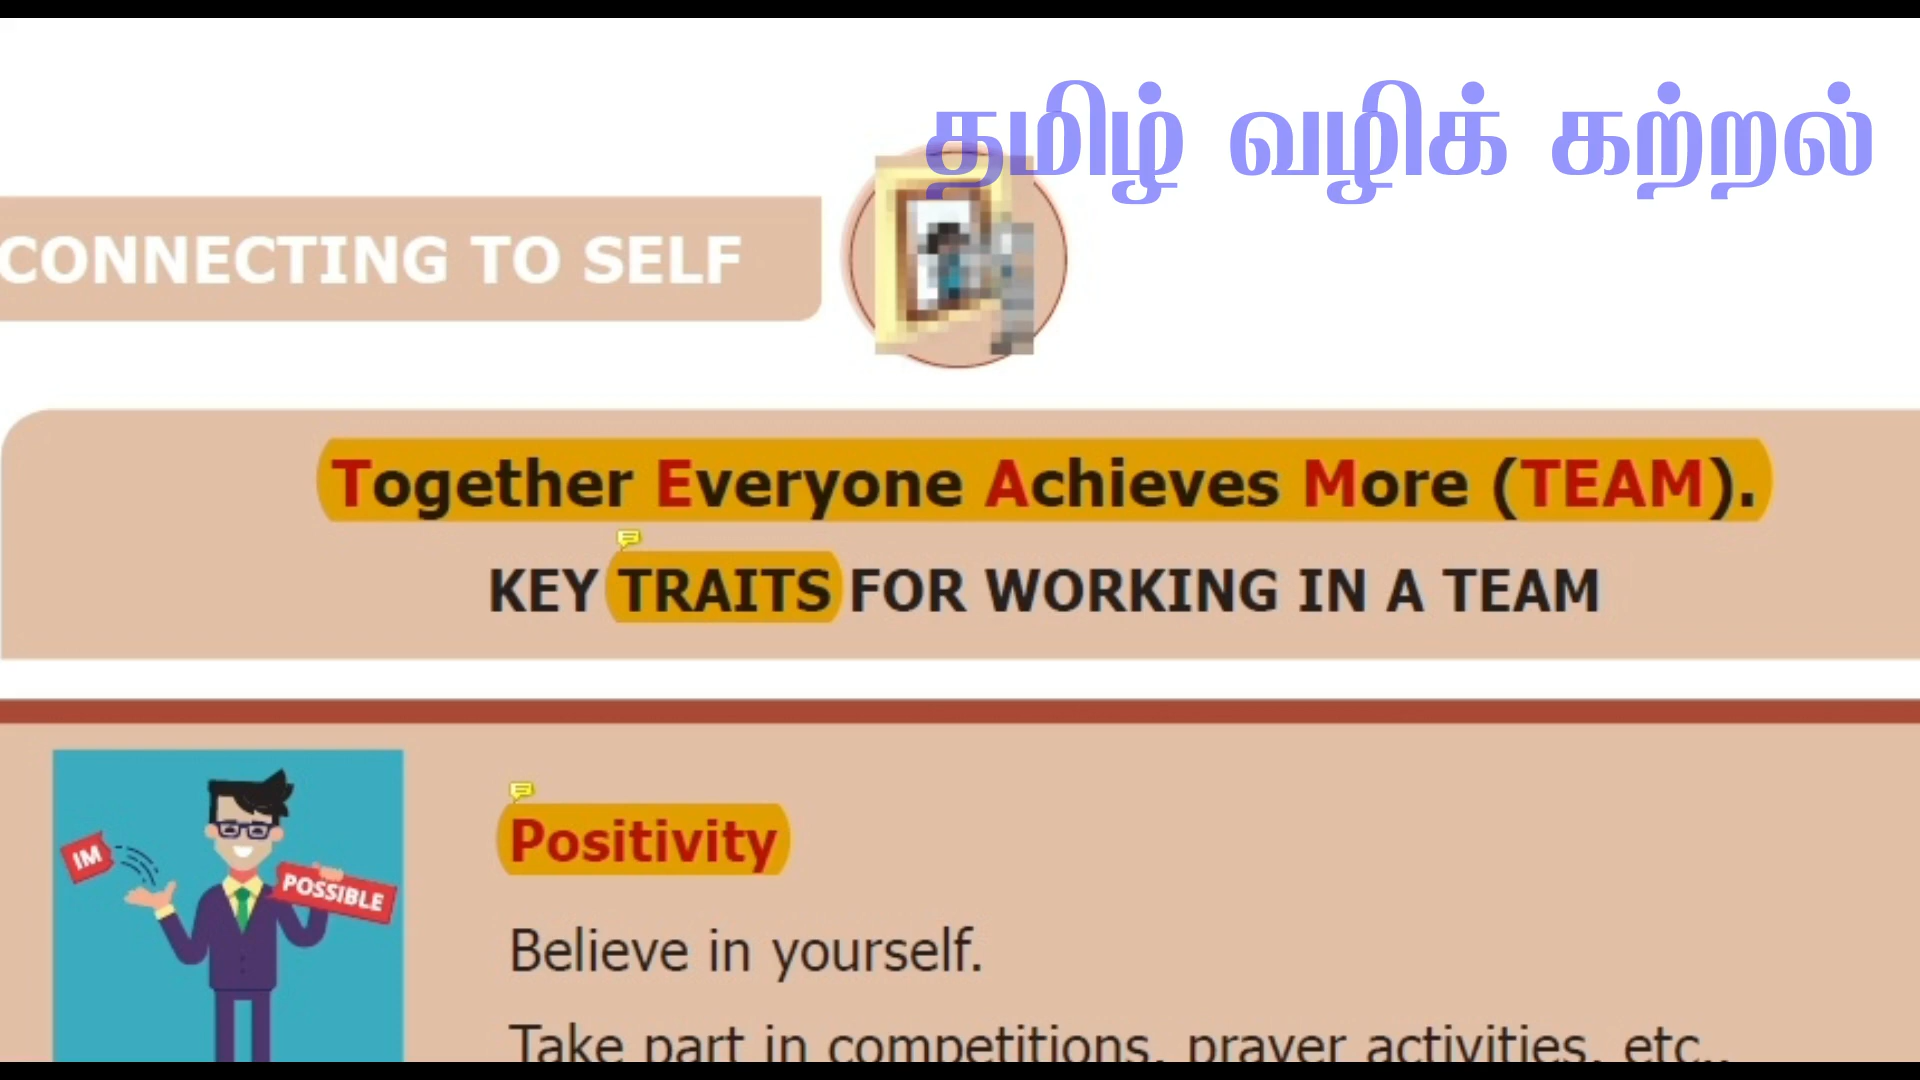 தமிழ் வழிக் கற்றல்
CONNECTING TO SELF
Together Everyone Achieves More (TEAM).
KEY TRAITS FOR WORKING IN A TEAM
IM
POSSIBLE
Positivity
Believe in yourself.
Take part in competitions, prayer activities, etc.,